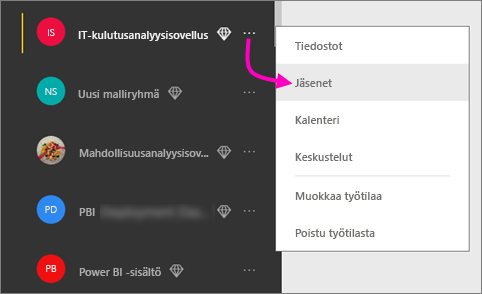 IS IT-kulutusanalyysisovellus ...
NS Uusi malliryhmä ...
Mahdollisuusanalyysisov... ...
PD PBI ...
PB Power BI -sisältö ...
Tiedostot
Jäsenet
Kalenteri
Keskustelut
Muokkaa työtilaa
Poistu työtilasta